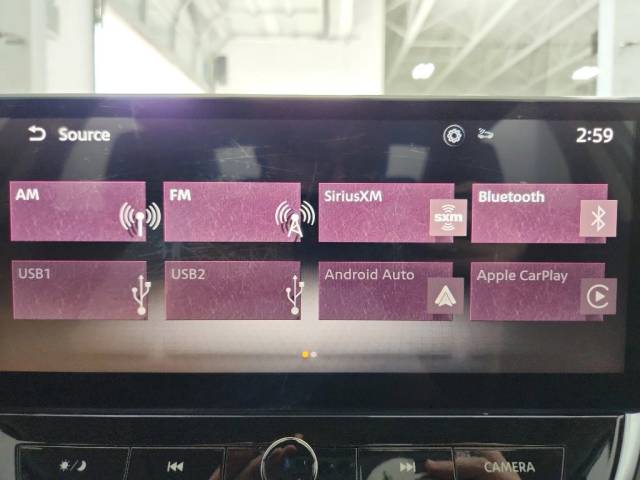 Source
2:59
AM
FM
SiriusXM
Bluetooth
sxm
USB1
USB2
Android Auto
Apple CarPlay
CAMERA